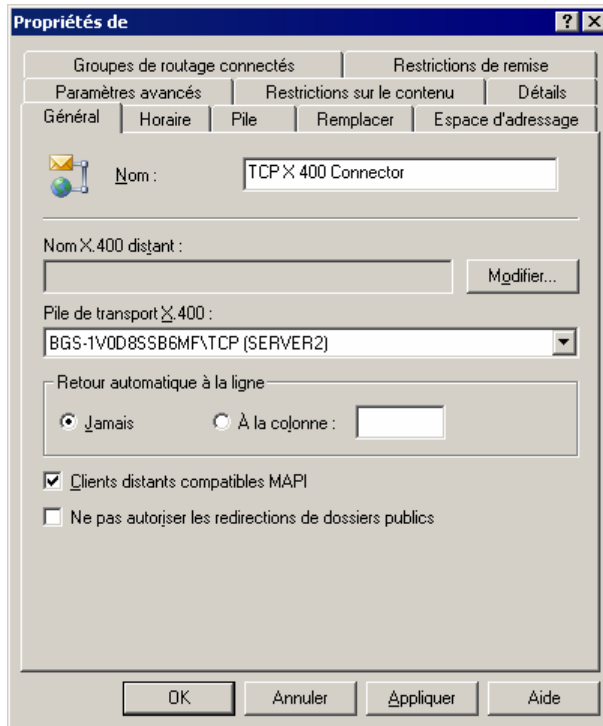 Propriétés de
Groupes de routage connectés Restrictions de remise
Paramètres avancés Restrictions sur le contenu Détails
Général Horaire Pile Remplacer Espace d'adressage
Nom : TCP X 400 Connector
Nom X.400 distant :
Modifier...
Pile de transport X.400 :
BGS-1V0D8SSB6MF\TCP (SERVER2)
Retour automatique à la ligne
Jamais À la colonne :
Clients distants compatibles MAPI
Ne pas autoriser les redirections de dossiers publics
OK Annuler Appliquer Aide